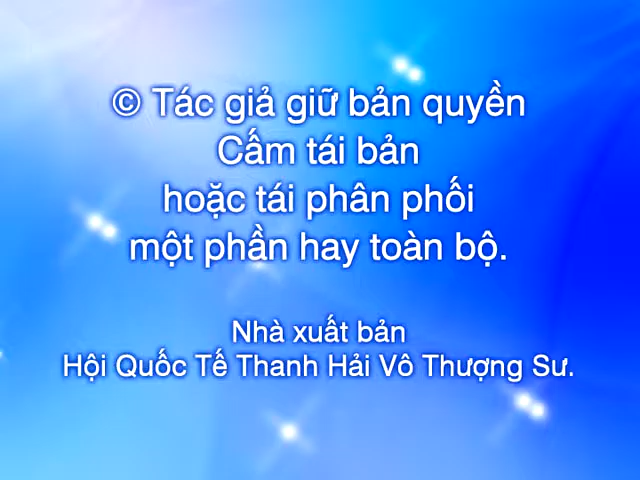 © Tác giả giữ bản quyền
Cấm tái bản
hoặc tái phân phối
một phần hay toàn bộ.
Nhà xuất bản
Hội Quốc Tế Thanh Hải Vô Thượng Sư.